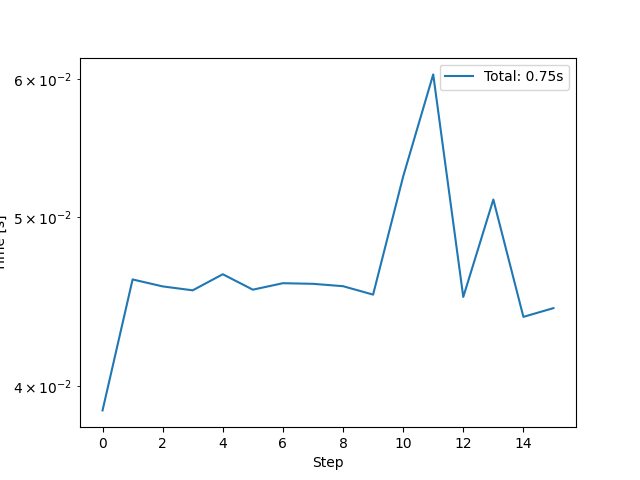 Total: 0.75s
6 × 10⁻²
5 × 10⁻²
4 × 10⁻²
Time [s]
0 2 4 6 8 10 12 14
Step